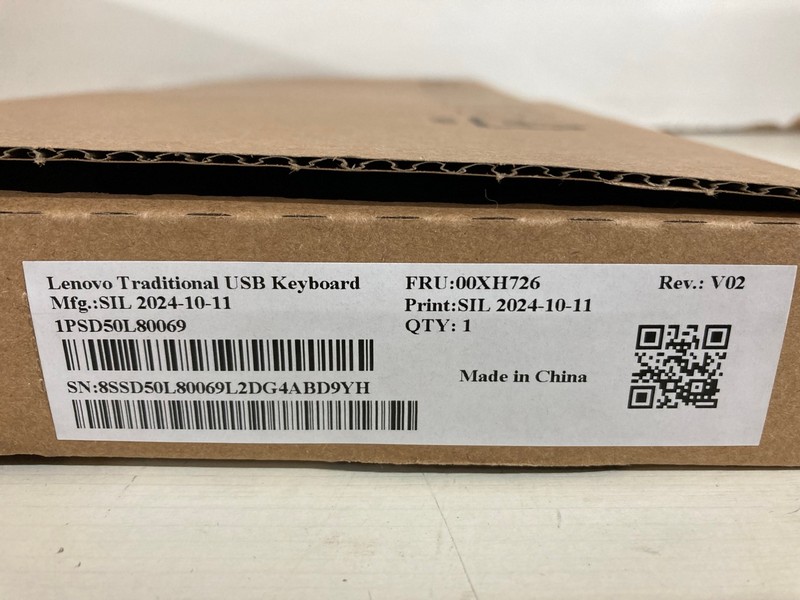 Lenovo Traditional USB Keyboard FRU:00XH726 Rev.: V02
Mfg.:SIL 2024-10-11 Print:SIL 2024-10-11
1PSD50L80069 QTY: 1
Made in China
SN:8SSD50L80069L2DG4ABD9YH